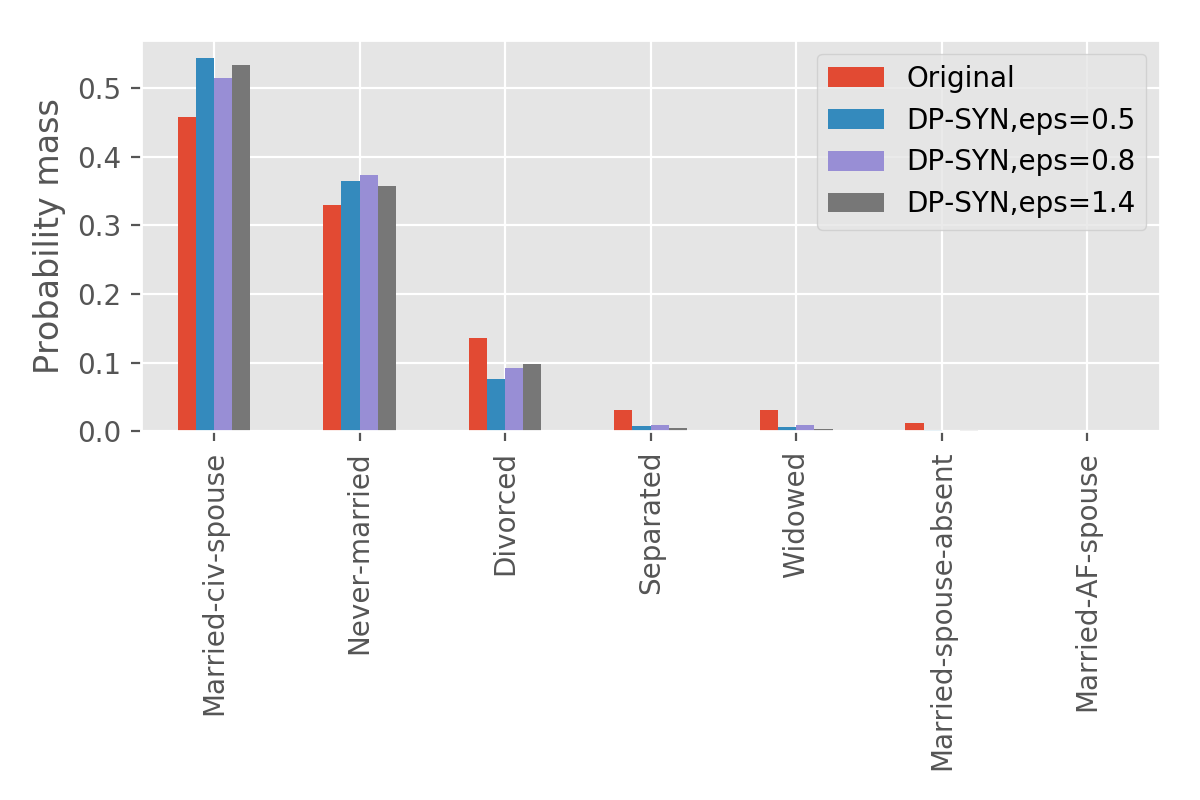 Probability mass
0.5
0.4
0.3
0.2
0.1
0.0
Original
DP-SYN,eps=0.5
DP-SYN,eps=0.8
DP-SYN,eps=1.4
Married-civ-spouse
Never-married
Divorced
Separated
Widowed
Married-spouse-absent
Married-AF-spouse